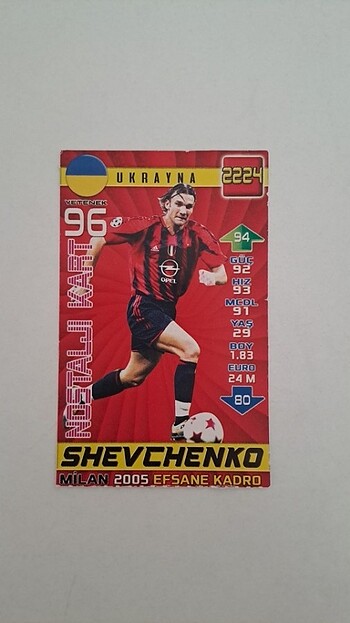 UKRAYNA
2224
YETENEK
96
NOSTALJİ KART
94
GÜÇ
92
HIZ
93
MÇDL
91
YAŞ
29
BOY
1.83
EURO
24 M
80
OPEL
SHEVCHENKO
MİLAN 2005 EFSANE KADRO